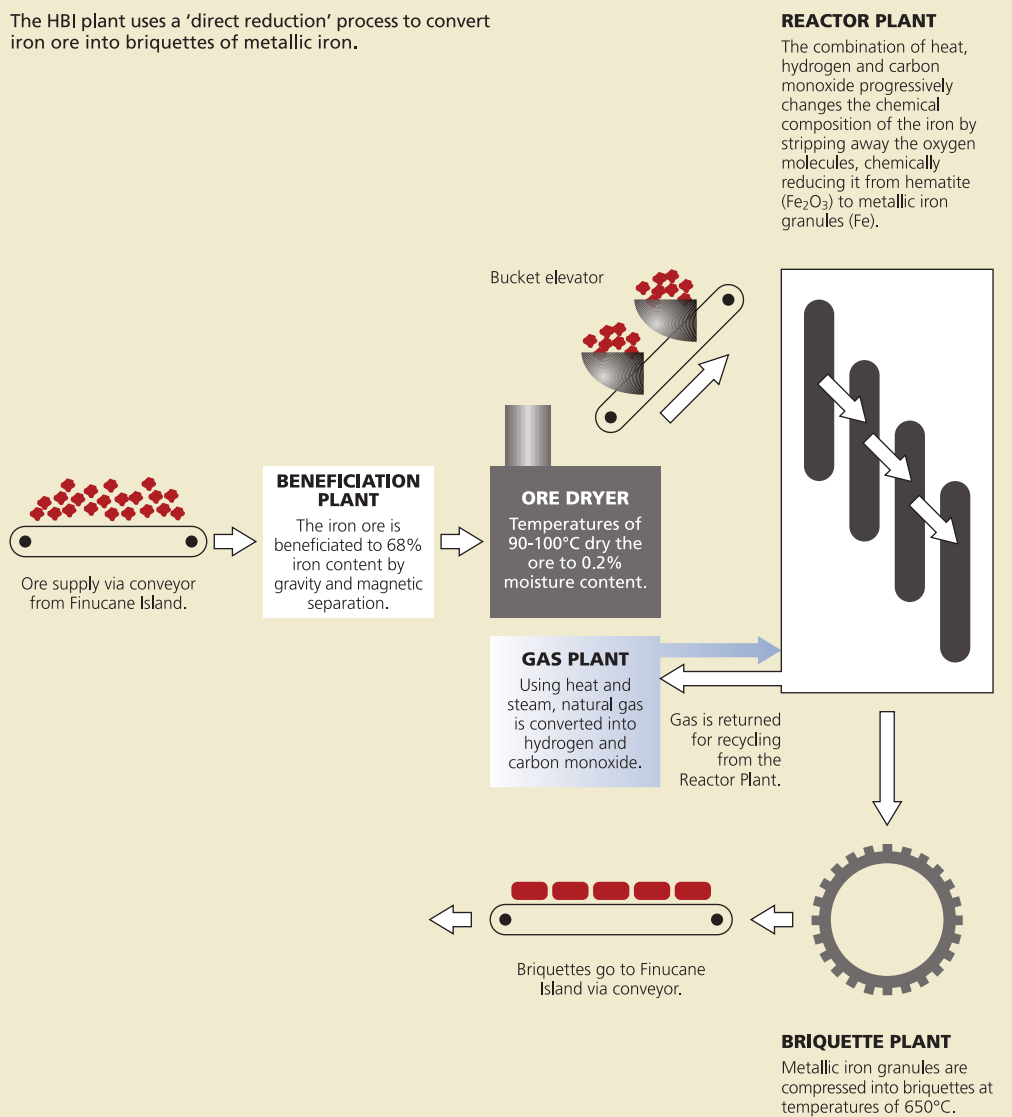 The HBI plant uses a ‘direct reduction’ process to convert
iron ore into briquettes of metallic iron.
REACTOR PLANT
The combination of heat,
hydrogen and carbon
monoxide progressively
changes the chemical
composition of the iron by
stripping away the oxygen
molecules, chemically
reducing it from hematite
(Fe₂O₃) to metallic iron
granules (Fe).
Bucket elevator
BENEFICIATION
PLANT
The iron ore is
beneficiated to 68%
iron content by
gravity and magnetic
separation.
ORE DRYER
Temperatures of
90-100°C dry the
ore to 0.2%
moisture content.
Ore supply via conveyor
from Finucane Island.
GAS PLANT
Using heat and
steam, natural gas
is converted into
hydrogen and
carbon monoxide.
Gas is returned
for recycling
from the
Reactor Plant.
Briquettes go to Finucane
Island via conveyor.
BRIQUETTE PLANT
Metallic iron granules are
compressed into briquettes at
temperatures of 650°C.